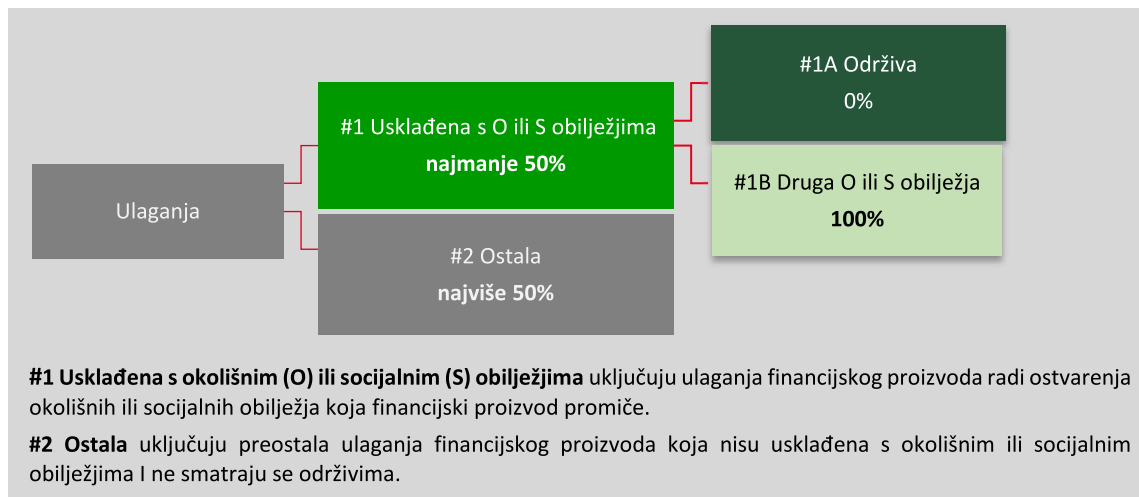 #1A Održiva
0%
#1 Usklađena s O ili S obilježjima
najmanje 50%
#1B Druga O ili S obilježja
100%
Ulaganja
#2 Ostala
najviše 50%
#1 Usklađena s okolišnim (O) ili socijalnim (S) obilježjima uključuju ulaganja financijskog proizvoda radi ostvarenja
okolišnih ili socijalnih obilježja koja financijski proizvod promiče.
#2 Ostala uključuju preostala ulaganja financijskog proizvoda koja nisu usklađena s okolišnim ili socijalnim
obilježjima I ne smatraju se održivima.